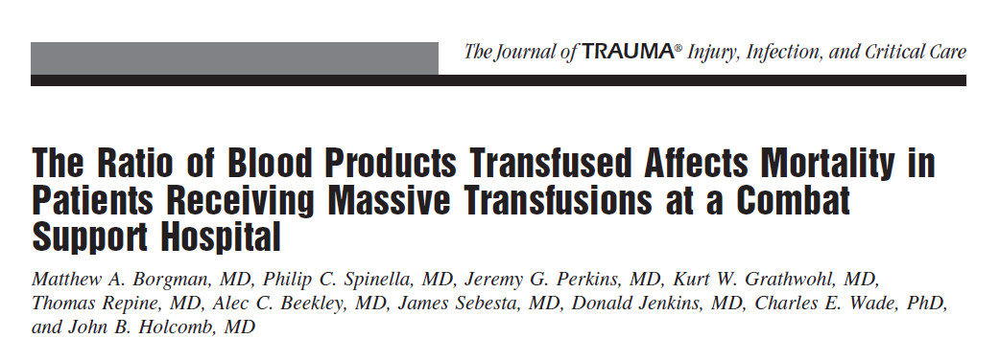 The Journal of TRAUMA® Injury, Infection, and Critical Care
The Ratio of Blood Products Transfused Affects Mortality in
Patients Receiving Massive Transfusions at a Combat
Support Hospital
Matthew A. Borgman, MD, Philip C. Spinella, MD, Jeremy G. Perkins, MD, Kurt W. Grathwohl, MD,
Thomas Repine, MD, Alec C. Beekley, MD, James Sebesta, MD, Donald Jenkins, MD, Charles E. Wade, PhD,
and John B. Holcomb, MD